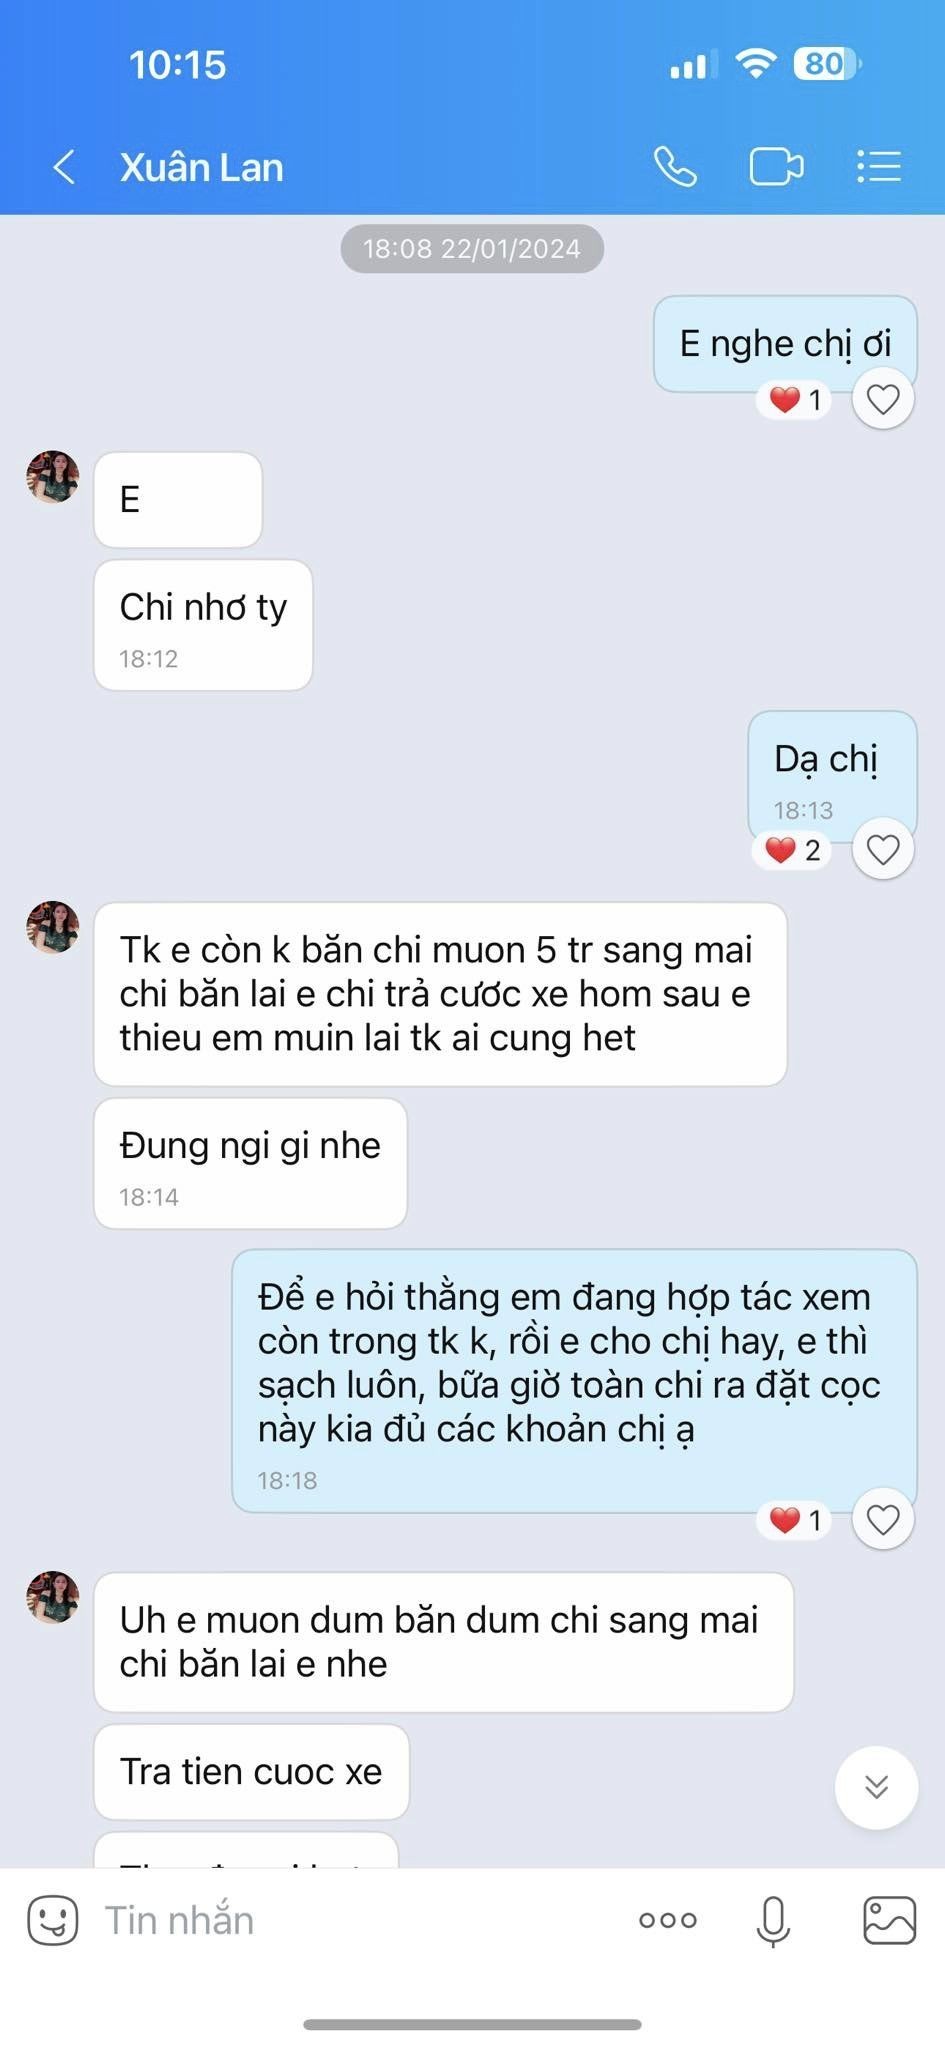 10:15
80
Xuân Lan
18:08 22/01/2024
E nghe chị ơi
1
E
Chi nhơ ty
18:12
Dạ chị
18:13
2
Tk e còn k băn chi muon 5 tr sang mai
chi băn lai e chi trả cươc xe hom sau e
thieu em muin lai tk ai cung het
Đung ngi gi nhe
18:14
Để e hỏi thằng em đang hợp tác xem
còn trong tk k, rồi e cho chị hay, e thì
sạch luôn, bữa giờ toàn chi ra đặt cọc
này kia đủ các khoản chị ạ
18:18
1
Uh e muon dum băn dum chi sang mai
chi băn lai e nhe
Tra tien cuoc xe
Tin nhắn